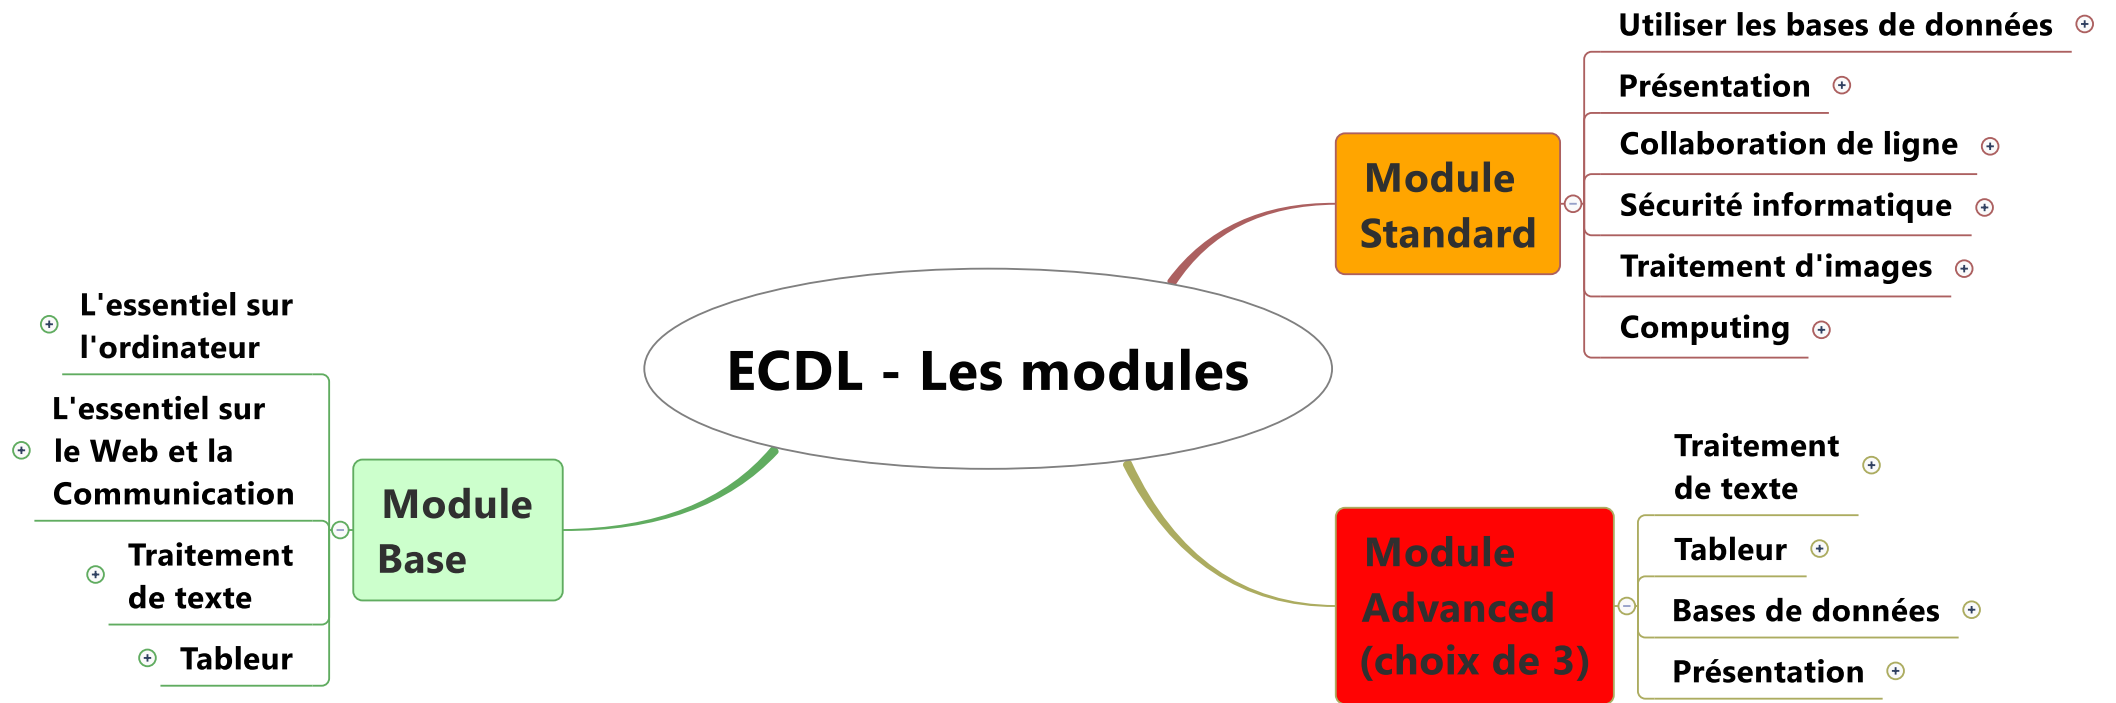 ECDL - Les modules
Module
Standard
Utiliser les bases de données
Présentation
Collaboration de ligne
Sécurité informatique
Traitement d'images
Computing
Module
Advanced
(choix de 3)
Traitement
de texte
Tableur
Bases de données
Présentation
Module
Base
L'essentiel sur
l'ordinateur
L'essentiel sur
le Web et la
Communication
Traitement
de texte
Tableur